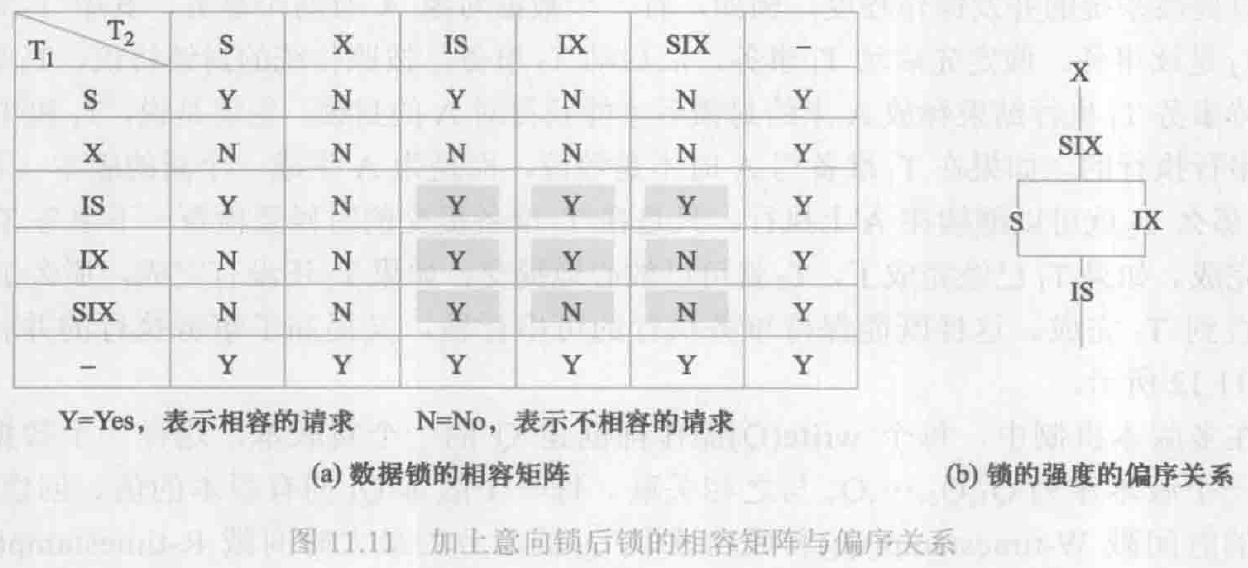 T₁ T₂ S X IS IX SIX –
S Y N Y N N Y
X N N N N N Y
IS Y N Y Y Y Y
IX N N Y Y N Y
SIX N N Y N N Y
– Y Y Y Y Y Y
X
SIX
S IX
IS
Y=Yes，表示相容的请求 N=No，表示不相容的请求
(a) 数据锁的相容矩阵
(b) 锁的强度的偏序关系
图 11.11 加上意向锁后锁的相容矩阵与偏序关系